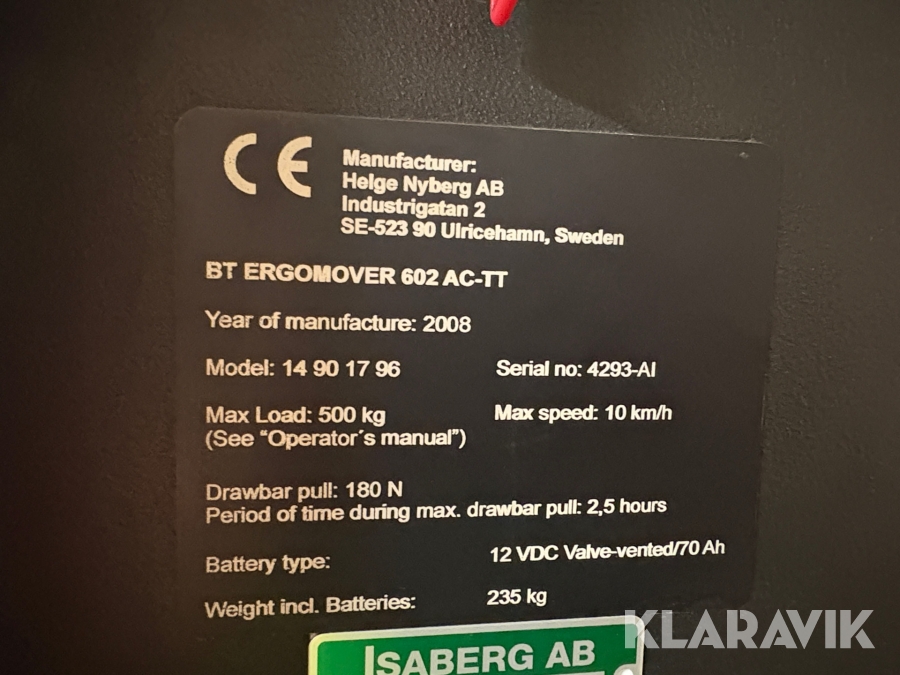 CE
Manufacturer:
Helge Nyberg AB
Industrigatan 2
SE-523 90 Ulricehamn, Sweden
BT ERGOMOVER 602 AC-TT
Year of manufacture: 2008
Model: 14 90 17 96 Serial no: 4293-AI
Max Load: 500 kg Max speed: 10 km/h
(See “Operator´s manual”)
Drawbar pull: 180 N
Period of time during max. drawbar pull: 2,5 hours
Battery type: 12 VDC Valve-vented/70 Ah
Weight incl. Batteries: 235 kg
ISABERG AB
KLARAVIK